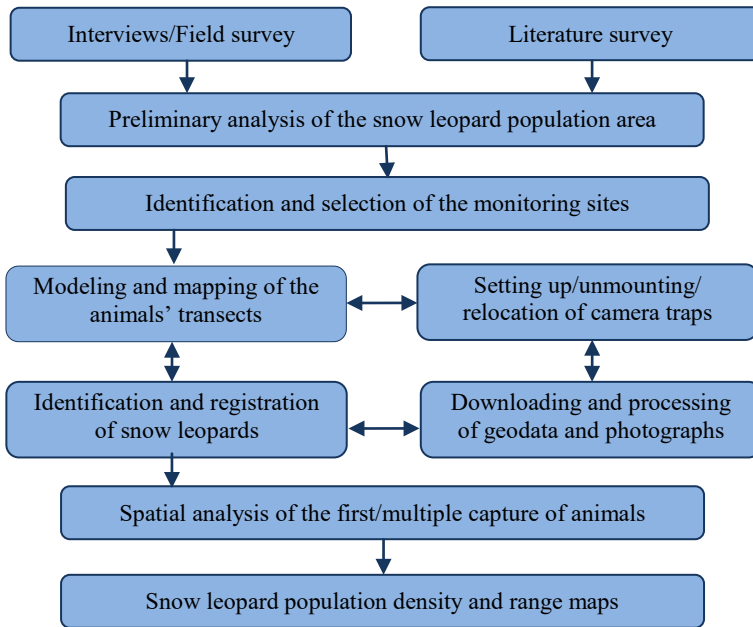 Interviews/Field survey
Literature survey
Preliminary analysis of the snow leopard population area
Identification and selection of the monitoring sites
Modeling and mapping of the
animals’ transects
Setting up/unmounting/
relocation of camera traps
Identification and registration
of snow leopards
Downloading and processing
of geodata and photographs
Spatial analysis of the first/multiple capture of animals
Snow leopard population density and range maps